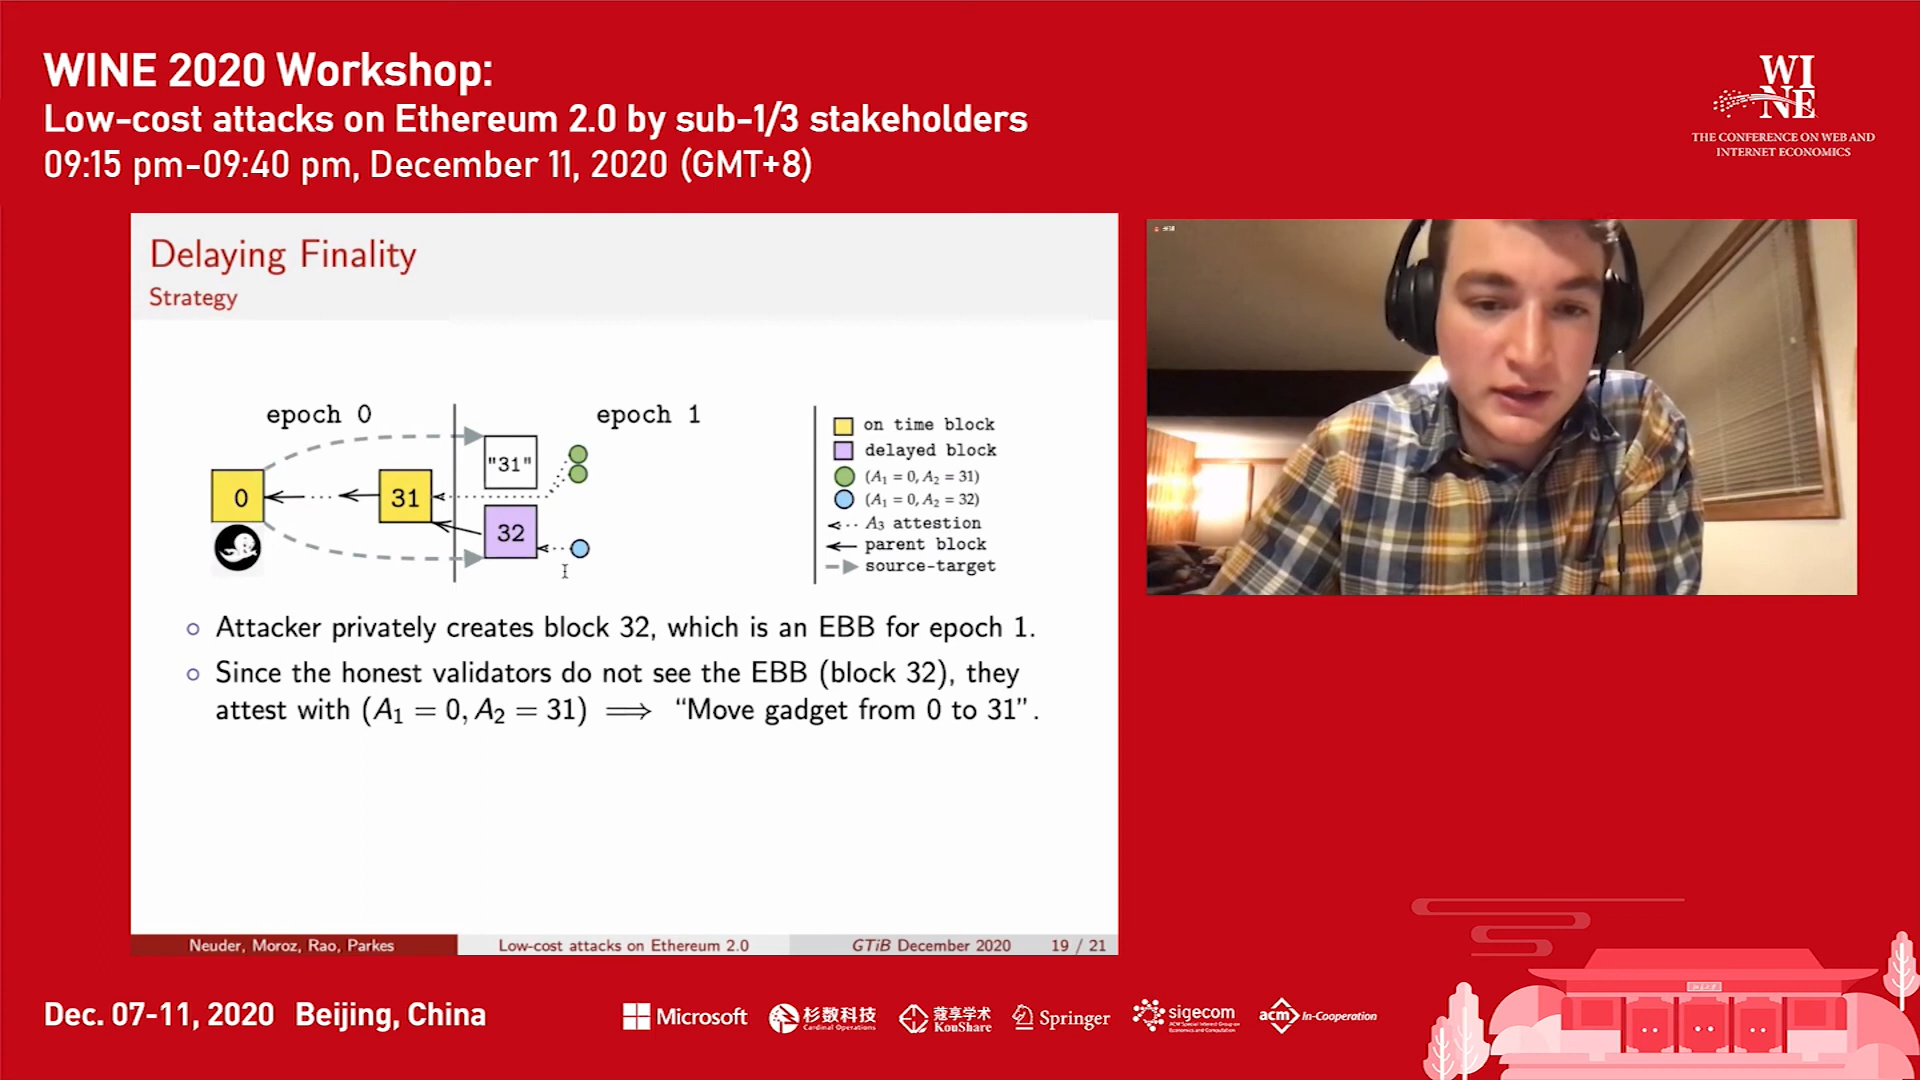 WINE 2020 Workshop:
Low-cost attacks on Ethereum 2.0 by sub-1/3 stakeholders
09:15 pm-09:40 pm, December 11, 2020 (GMT+8)
WI
NE
THE CONFERENCE ON WEB AND
INTERNET ECONOMICS
Delaying Finality
Strategy
epoch 0
epoch 1
0
31
"31"
32
on time block
delayed block
(A₁ = 0, A₂ = 31)
(A₁ = 0, A₂ = 32)
A₃ attestion
parent block
source-target
○ Attacker privately creates block 32, which is an EBB for epoch 1.
○ Since the honest validators do not see the EBB (block 32), they
attest with (A₁ = 0, A₂ = 31) ⟹ “Move gadget from 0 to 31”.
Neuder, Moroz, Rao, Parkes
Low-cost attacks on Ethereum 2.0
GTiB December 2020
19 / 21
Dec. 07-11, 2020 Beijing, China
Microsoft
杉数科技
Cardinal Operations
蔻享学术
KouShare
Springer
sigecom
acm In-Cooperation